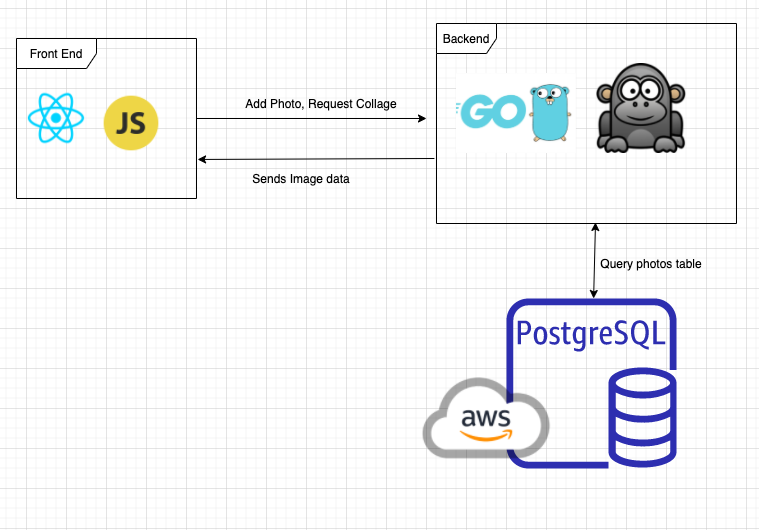 Front End
JS
Add Photo, Request Collage
Sends Image data
Backend
GO
Query photos table
PostgreSQL
aws